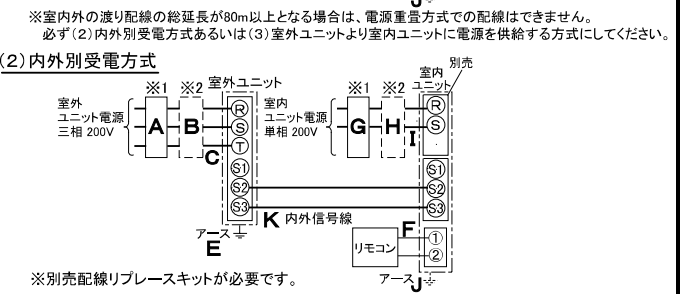 ※室内外の渡り配線の総延長が80m以上となる場合は、電源重畳方式での配線はできません。
必ず(2)内外別受電方式あるいは(3)室外ユニットより室内ユニットに電源を供給する方式にしてください。
(2)内外別受電方式
別売
※1 ※2 室外ユニット ※1 ※2 室内
ユニット
室外
ユニット電源
三相 200V
A B C
R
S
T
S1
S2
S3
室内
ユニット電源
単相 200V
G H I
R
S
S1
S2
S3
K 内外信号線
アース
E
リモコン
F
①
②
アース J
※別売配線リプレースキットが必要です。